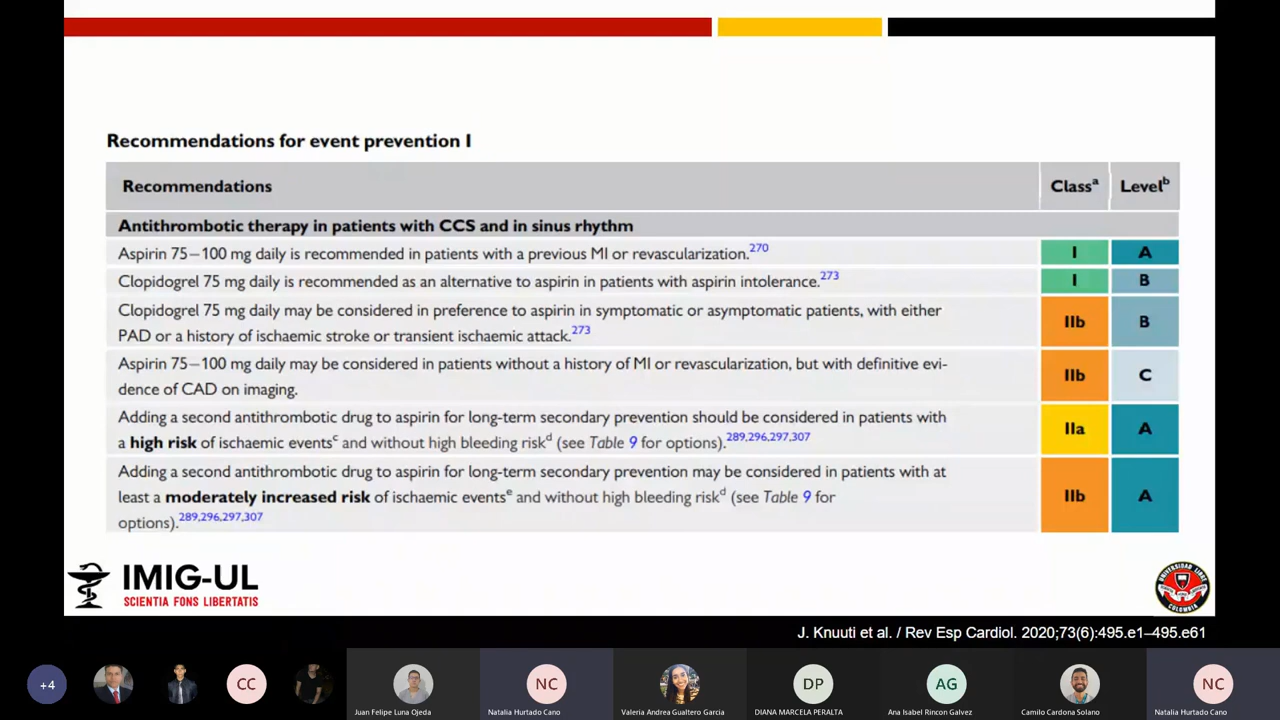 Recommendations for event prevention I
Recommendations Classa Levelb
Antithrombotic therapy in patients with CCS and in sinus rhythm
Aspirin 75–100 mg daily is recommended in patients with a previous MI or revascularization.270 I A
Clopidogrel 75 mg daily is recommended as an alternative to aspirin in patients with aspirin intolerance.273 I B
Clopidogrel 75 mg daily may be considered in preference to aspirin in symptomatic or asymptomatic patients, with either
PAD or a history of ischaemic stroke or transient ischaemic attack.273 IIb B
Aspirin 75–100 mg daily may be considered in patients without a history of MI or revascularization, but with definitive evi-
dence of CAD on imaging. IIb C
Adding a second antithrombotic drug to aspirin for long-term secondary prevention should be considered in patients with
a high risk of ischaemic eventsc and without high bleeding riskd (see Table 9 for options).289,296,297,307 IIa A
Adding a second antithrombotic drug to aspirin for long-term secondary prevention may be considered in patients with at
least a moderately increased risk of ischaemic eventse and without high bleeding riskd (see Table 9 for
options).289,296,297,307 IIb A
IMIG-UL
SCIENTIA FONS LIBERTATIS
UNIVERSIDAD LIBRE
COLOMBIA
J. Knuuti et al. / Rev Esp Cardiol. 2020;73(6):495.e1–495.e61
+4 CC NC DP AG NC
Juan Felipe Luna Ojeda Natalia Hurtado Cano Valeria Andrea Gualtero Garcia DIANA MARCELA PERALTA Ana Isabel Rincon Galvez Camilo Cardona Solano Natalia Hurtado Cano